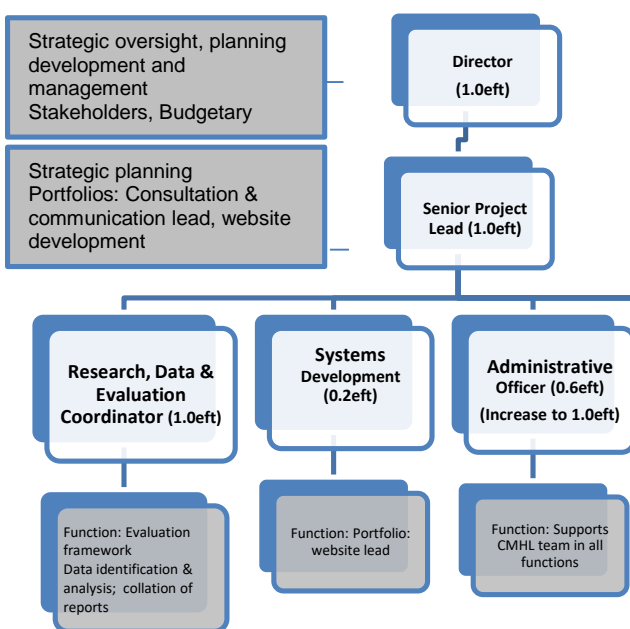 Strategic oversight, planning
development and
management
Stakeholders, Budgetary
Director
(1.0eft)
Strategic planning
Portfolios: Consultation &
communication lead, website
development
Senior Project
Lead (1.0eft)
Research, Data &
Evaluation
Coordinator (1.0eft)
Systems
Development
(0.2eft)
Administrative
Officer (0.6eft)
(Increase to 1.0eft)
Function: Evaluation
framework
Data identification &
analysis; collation of
reports
Function: Portfolio:
website lead
Function: Supports
CMHL team in all
functions